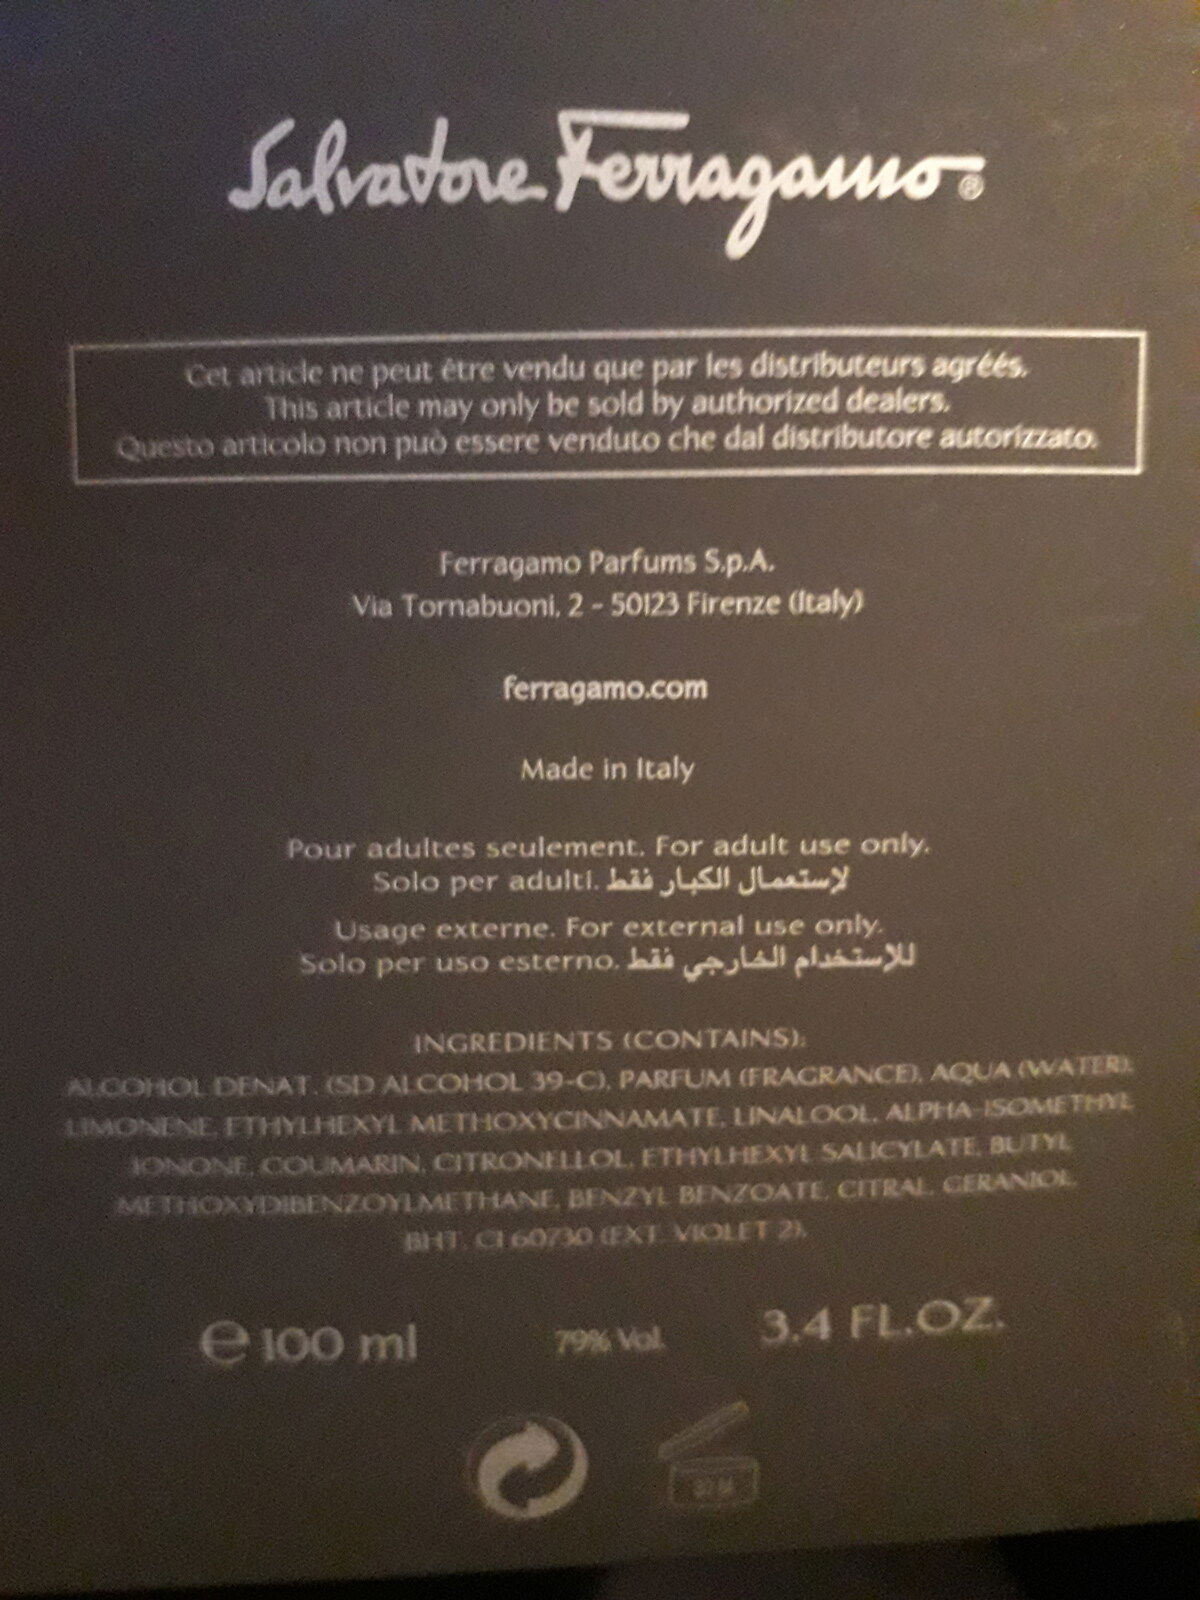 Salvatore Ferragamo®
Cet article ne peut être vendu que par les distributeurs agréés.
This article may only be sold by authorized dealers.
Questo articolo non può essere venduto che dal distributore autorizzato.
Ferragamo Parfums S.p.A.
Via Tornabuoni, 2 - 50123 Firenze (Italy)
ferragamo.com
Made in Italy
Pour adultes seulement. For adult use only.
Solo per adulti. لإستعمال الكبار فقط
Usage externe. For external use only.
Solo per uso esterno. للإستخدام الخارجي فقط
INGREDIENTS (CONTAINS):
ALCOHOL DENAT. (SD ALCOHOL 39-C), PARFUM (FRAGRANCE), AQUA (WATER),
LIMONENE, ETHYLHEXYL METHOXYCINNAMATE, LINALOOL, ALPHA-ISOMETHYL
IONONE, COUMARIN, CITRONELLOL, ETHYLHEXYL SALICYLATE, BUTYL
METHOXYDIBENZOYLMETHANE, BENZYL BENZOATE, CITRAL, GERANIOL,
BHT, CI 60730 (EXT. VIOLET 2).
e 100 ml 79% Vol. 3.4 FL.OZ.